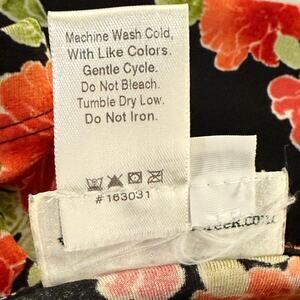 Machine Wash Cold,
With Like Colors.
Gentle Cycle.
Do Not Bleach.
Tumble Dry Low.
Do Not Iron.
#163031